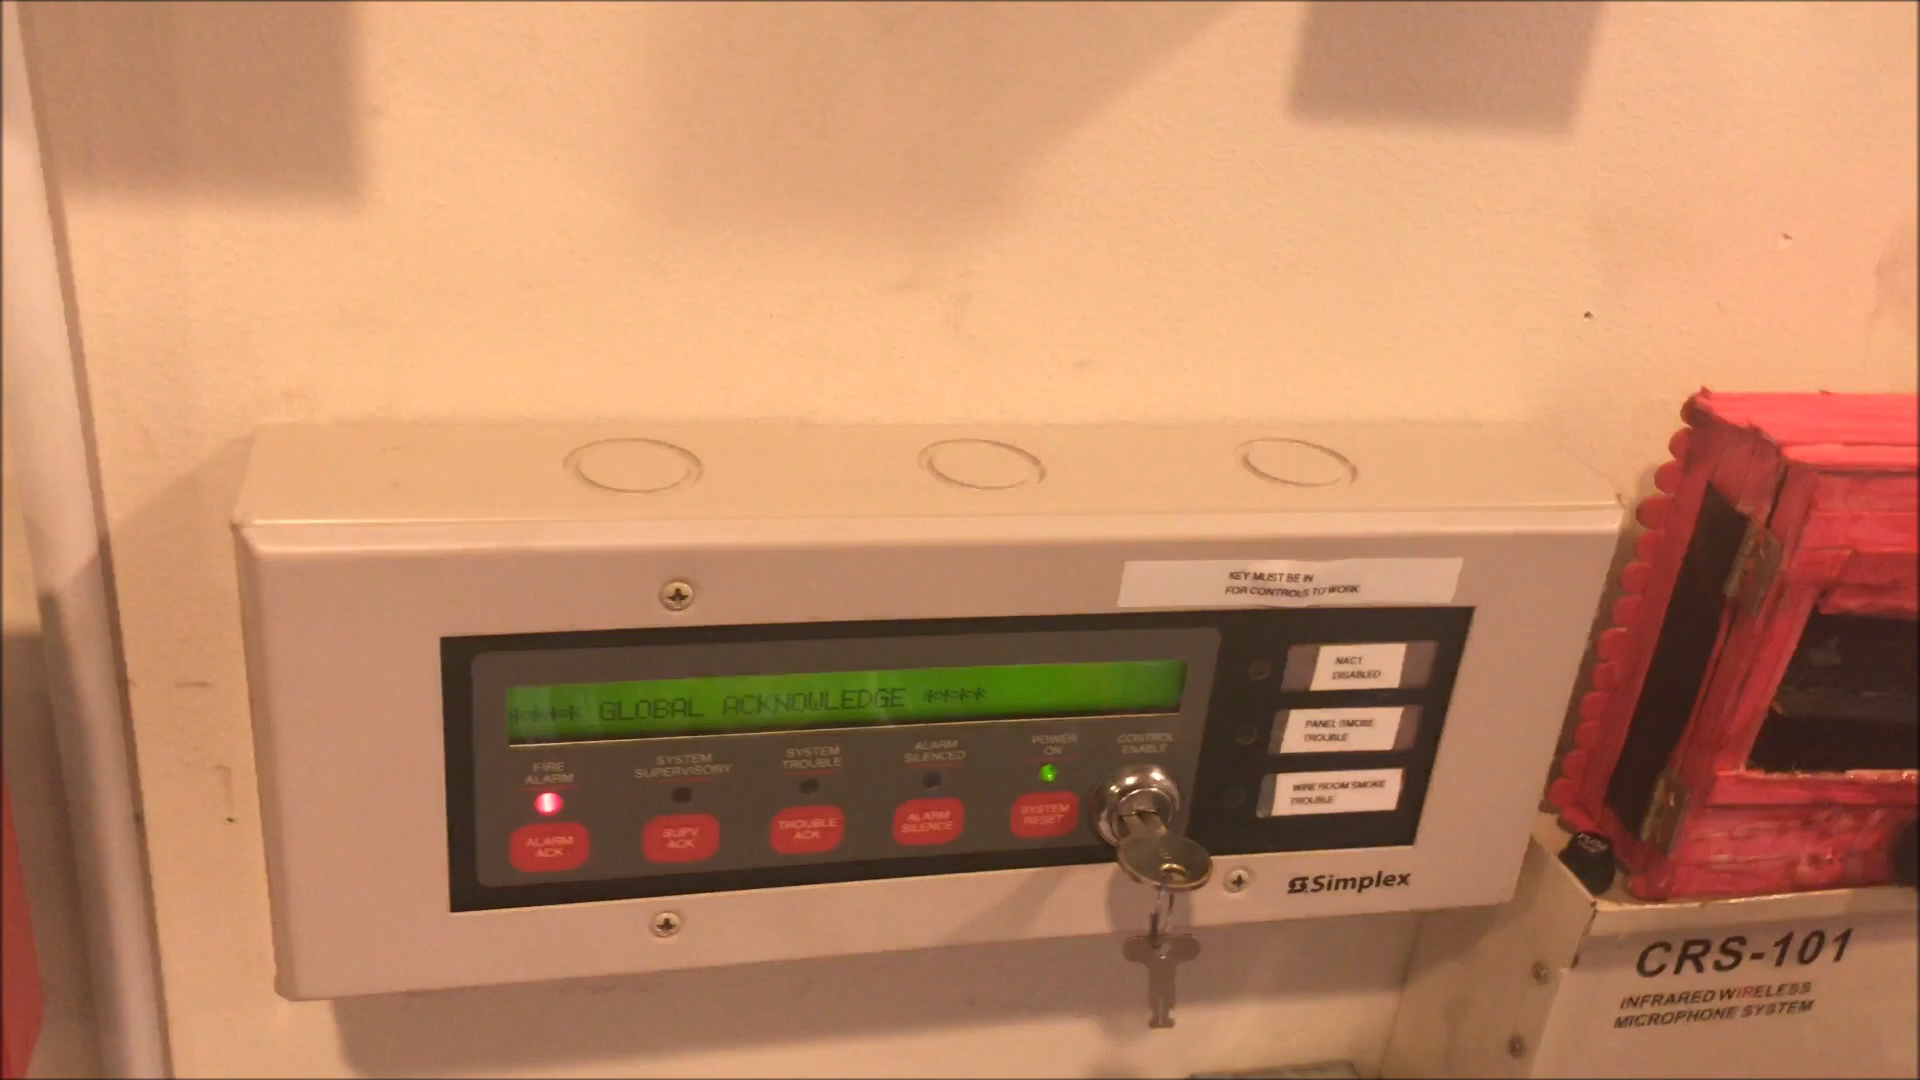 KEY MUST BE IN
FOR CONTROLS TO WORK
**** GLOBAL ACKNOWLEDGE ****
FIRE
ALARM
SYSTEM
SUPERVISORY
SYSTEM
TROUBLE
ALARM
SILENCED
POWER
ON
CONTROL
ENABLE
ALARM
ACK
SUPV
ACK
TROUBLE
ACK
ALARM
SILENCE
SYSTEM
RESET
NACT
DISABLED
PANEL SMOKE
TROUBLE
WIRE ROOM SMOKE
TROUBLE
Simplex
CRS-101
INFRARED WIRELESS
MICROPHONE SYSTEM